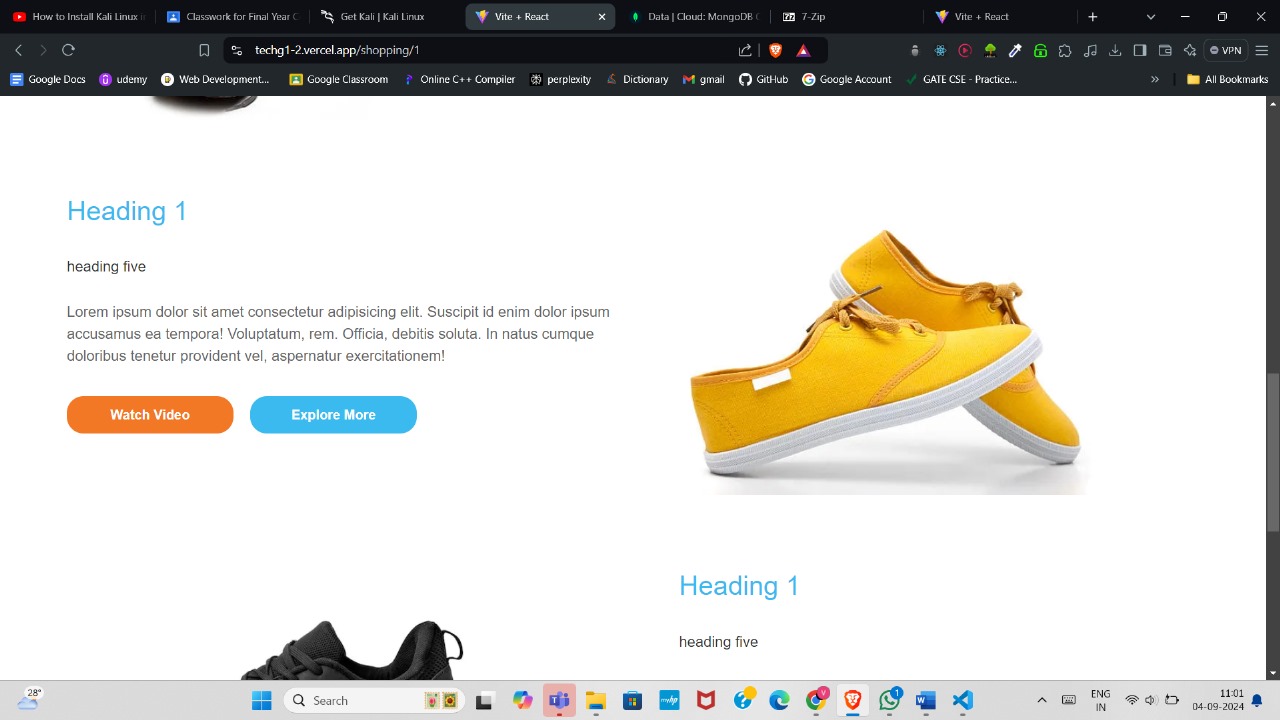 How to Install Kali Linux i
Classwork for Final Year C
Get Kali | Kali Linux
Vite + React
Data | Cloud: MongoDB C
7-Zip
Vite + React
techg1-2.vercel.app/shopping/1
VPN
Google Docs
udemy
Web Development...
Google Classroom
Online C++ Compiler
perplexity
Dictionary
gmail
GitHub
Google Account
GATE CSE - Practice...
»
All Bookmarks
Heading 1
heading five
Lorem ipsum dolor sit amet consectetur adipisicing elit. Suscipit id enim dolor ipsum
accusamus ea tempora! Voluptatum, rem. Officia, debitis soluta. In natus cumque
doloribus tenetur provident vel, aspernatur exercitationem!
Watch Video
Explore More
Heading 1
heading five
28°
Search
1
ENG
IN
11:01
04-09-2024